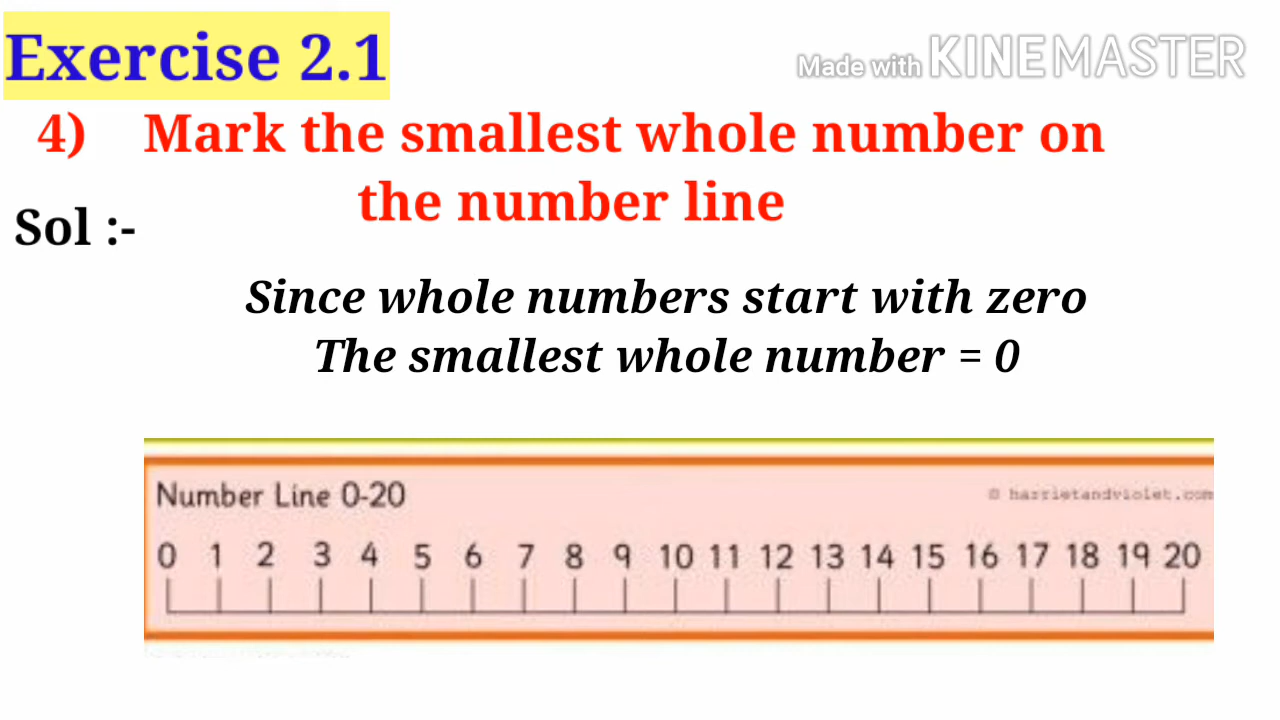 Exercise 2.1
Made with KINEMASTER
4) Mark the smallest whole number on
the number line
Sol :-
Since whole numbers start with zero
The smallest whole number = 0
Number Line 0-20
© harrietandviolet.com
0 1 2 3 4 5 6 7 8 9 10 11 12 13 14 15 16 17 18 19 20